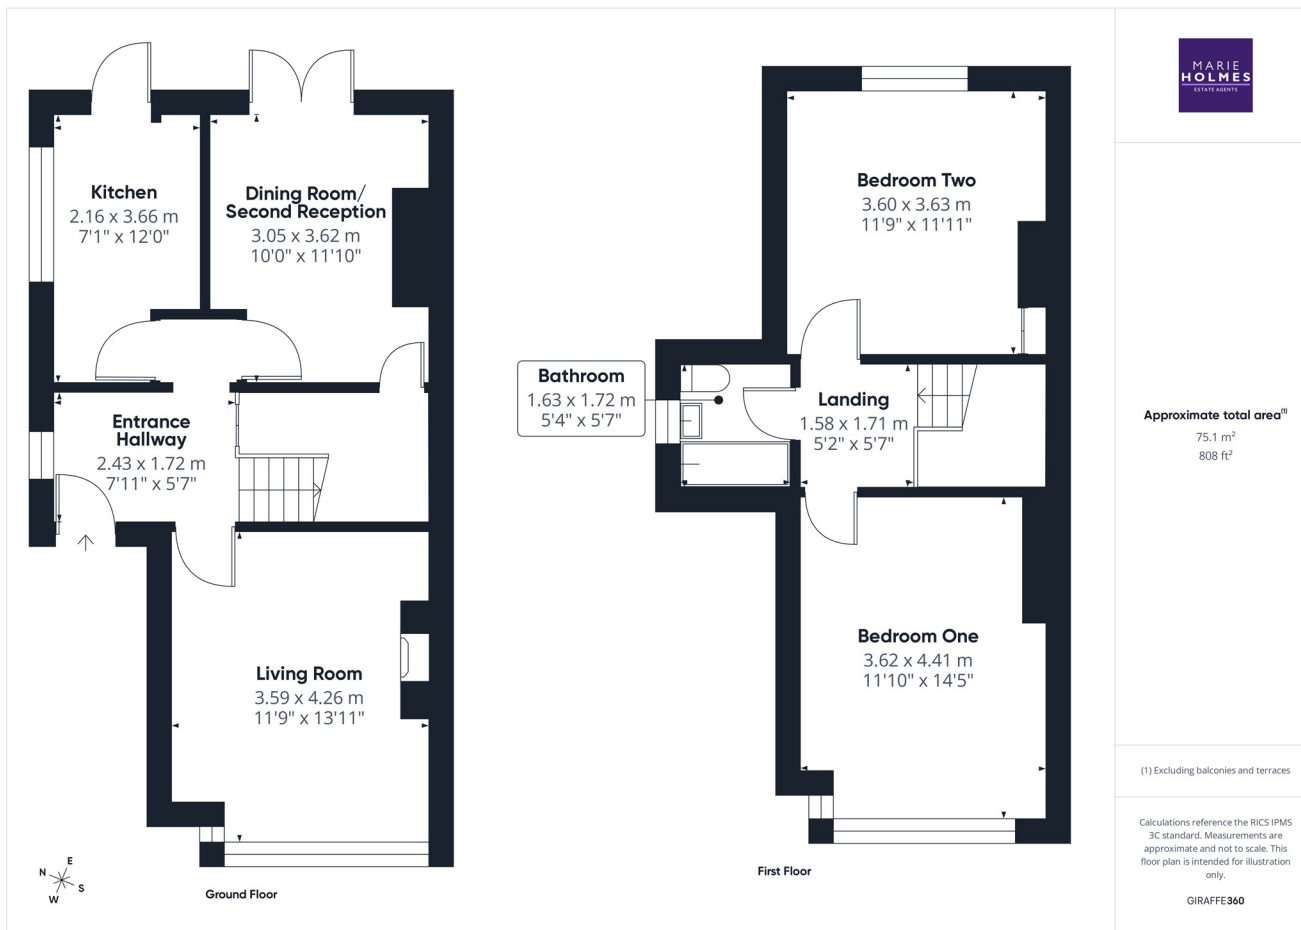 Kitchen
2.16 x 3.66 m
7'1" x 12'0"
Dining Room/
Second Reception
3.05 x 3.62 m
10'0" x 11'10"
Entrance
Hallway
2.43 x 1.72 m
7'11" x 5'7"
Living Room
3.59 x 4.26 m
11'9" x 13'11"
N
E
S
W
Ground Floor
Bedroom Two
3.60 x 3.63 m
11'9" x 11'11"
Bathroom
1.63 x 1.72 m
5'4" x 5'7"
Landing
1.58 x 1.71 m
5'2" x 5'7"
Bedroom One
3.62 x 4.41 m
11'10" x 14'5"
First Floor
MARIE
HOLMES
ESTATE AGENTS
Approximate total area⁽¹⁾
75.1 m²
808 ft²
(1) Excluding balconies and terraces
Calculations reference the RICS IPMS
3C standard. Measurements are
approximate and not to scale. This
floor plan is intended for illustration
only.
GIRAFFE360